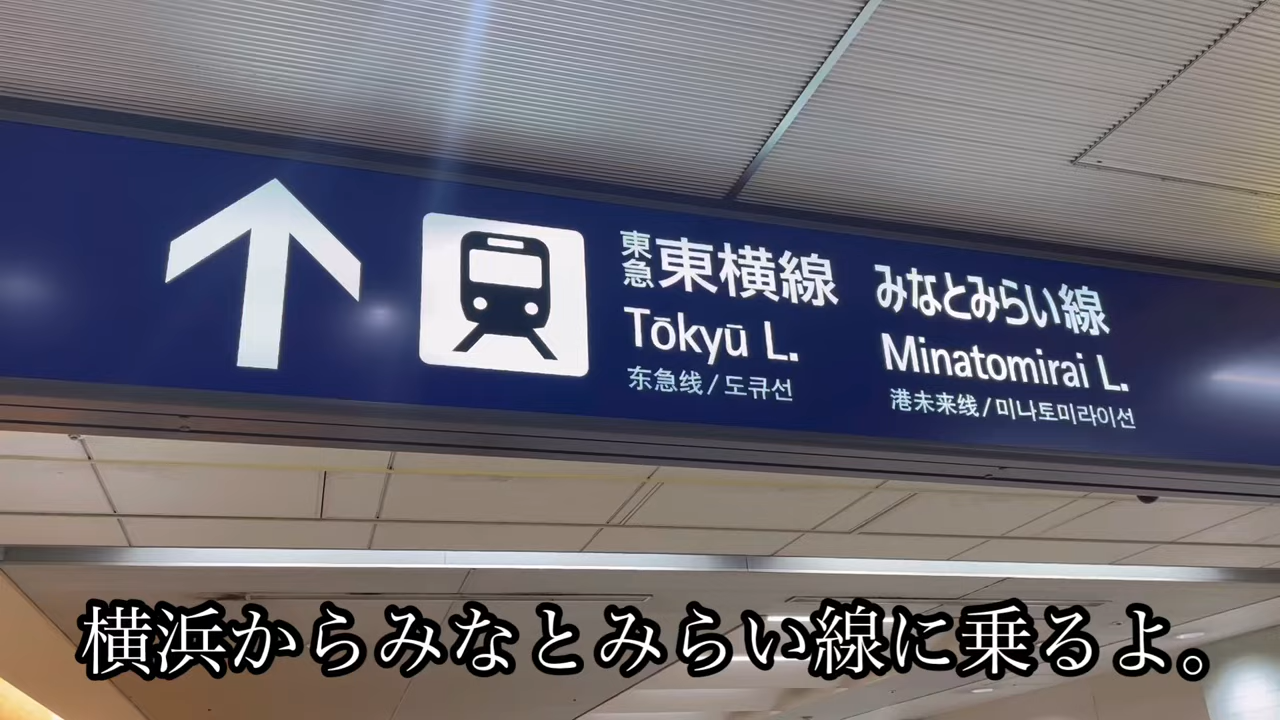 東急東横線
Tōkyū L.
东急线/도큐선
みなとみらい線
Minatomirai L.
港未来线/미나토미라이선
横浜からみなとみらい線に乗るよ。